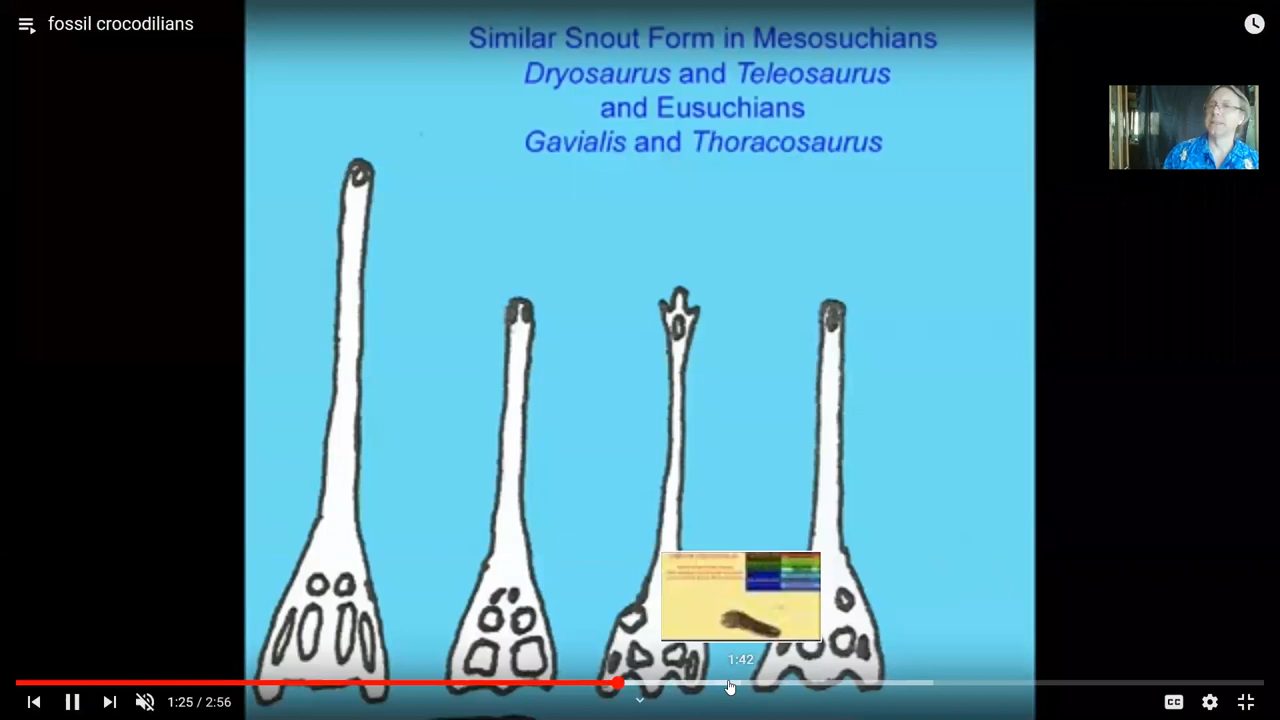 fossil crocodilians
Similar Snout Form in Mesosuchians
Dryosaurus and Teleosaurus
and Eusuchians
Gavialis and Thoracosaurus
1:42
1:25 / 2:56
CC